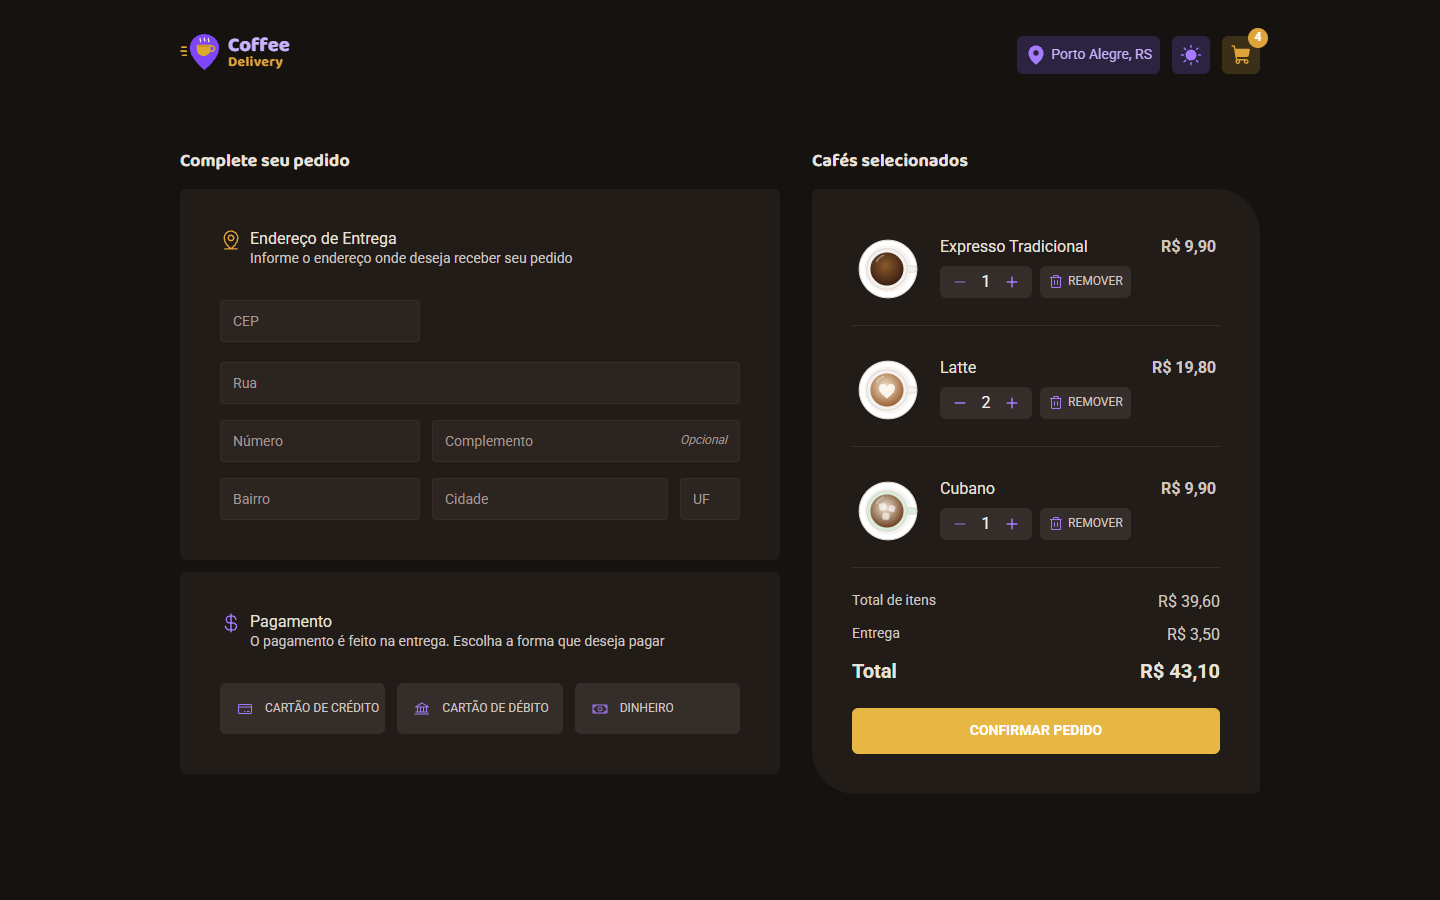 Coffee
Delivery
Porto Alegre, RS
4
Complete seu pedido
Endereço de Entrega
Informe o endereço onde deseja receber seu pedido
CEP
Rua
Número
Complemento
Opcional
Bairro
Cidade
UF
Pagamento
O pagamento é feito na entrega. Escolha a forma que deseja pagar
CARTÃO DE CRÉDITO
CARTÃO DE DÉBITO
DINHEIRO
Cafés selecionados
Expresso Tradicional
R$ 9,90
1
REMOVER
Latte
R$ 19,80
2
REMOVER
Cubano
R$ 9,90
1
REMOVER
Total de itens
R$ 39,60
Entrega
R$ 3,50
Total
R$ 43,10
CONFIRMAR PEDIDO